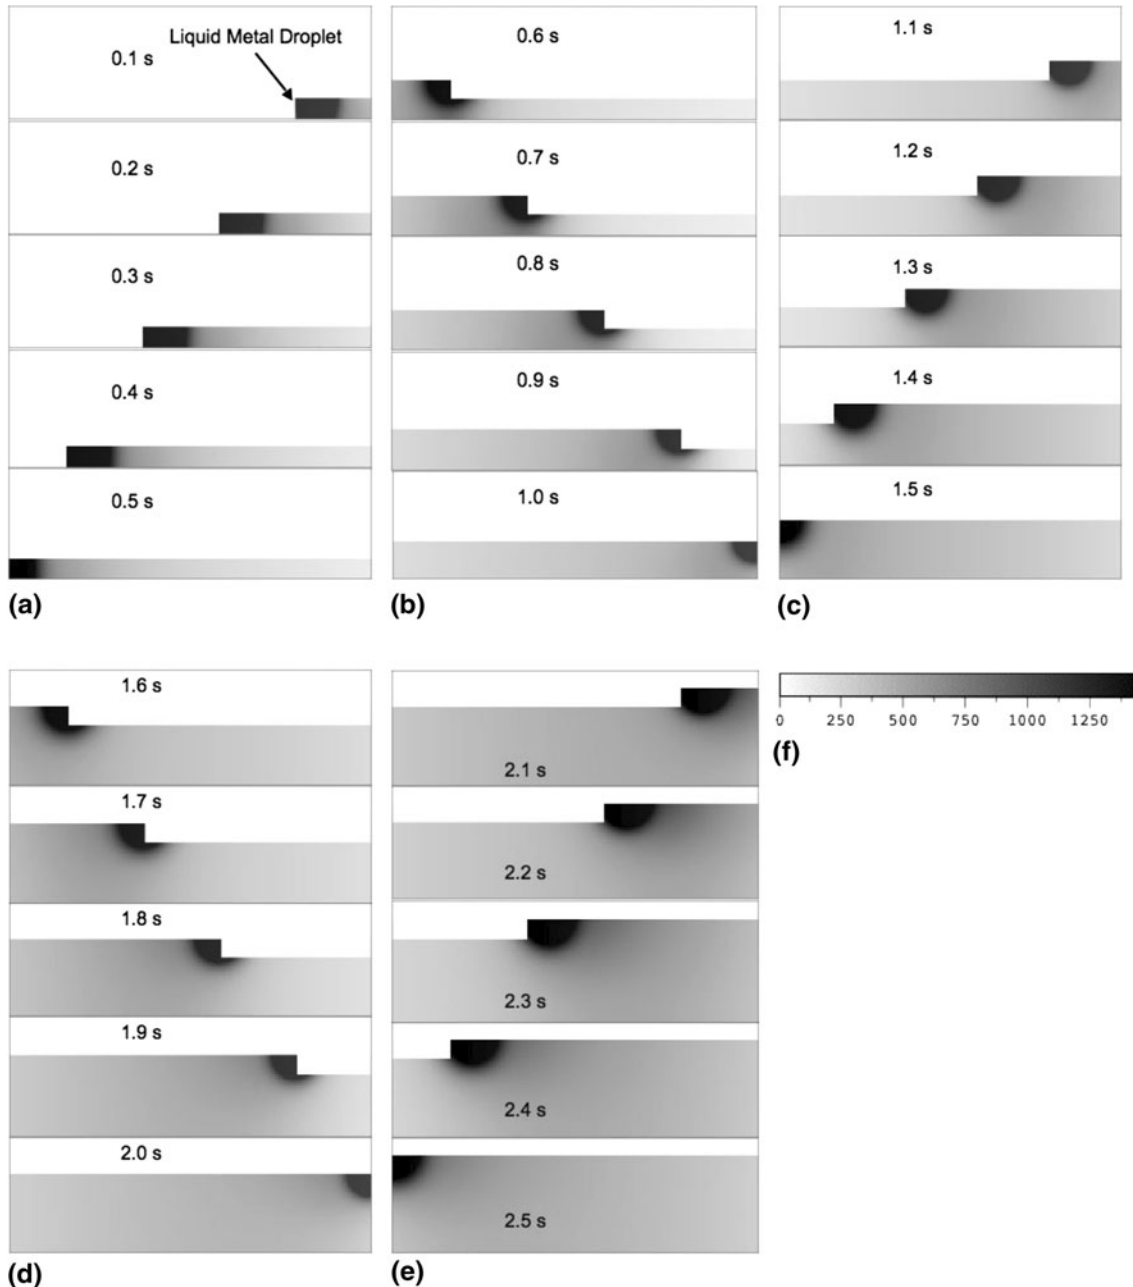 Liquid Metal Droplet
0.1 s
0.2 s
0.3 s
0.4 s
0.5 s
(a)
0.6 s
0.7 s
0.8 s
0.9 s
1.0 s
(b)
1.1 s
1.2 s
1.3 s
1.4 s
1.5 s
(c)
1.6 s
1.7 s
1.8 s
1.9 s
2.0 s
(d)
2.1 s
2.2 s
2.3 s
2.4 s
2.5 s
(e)
0 250 500 750 1000 1250
(f)